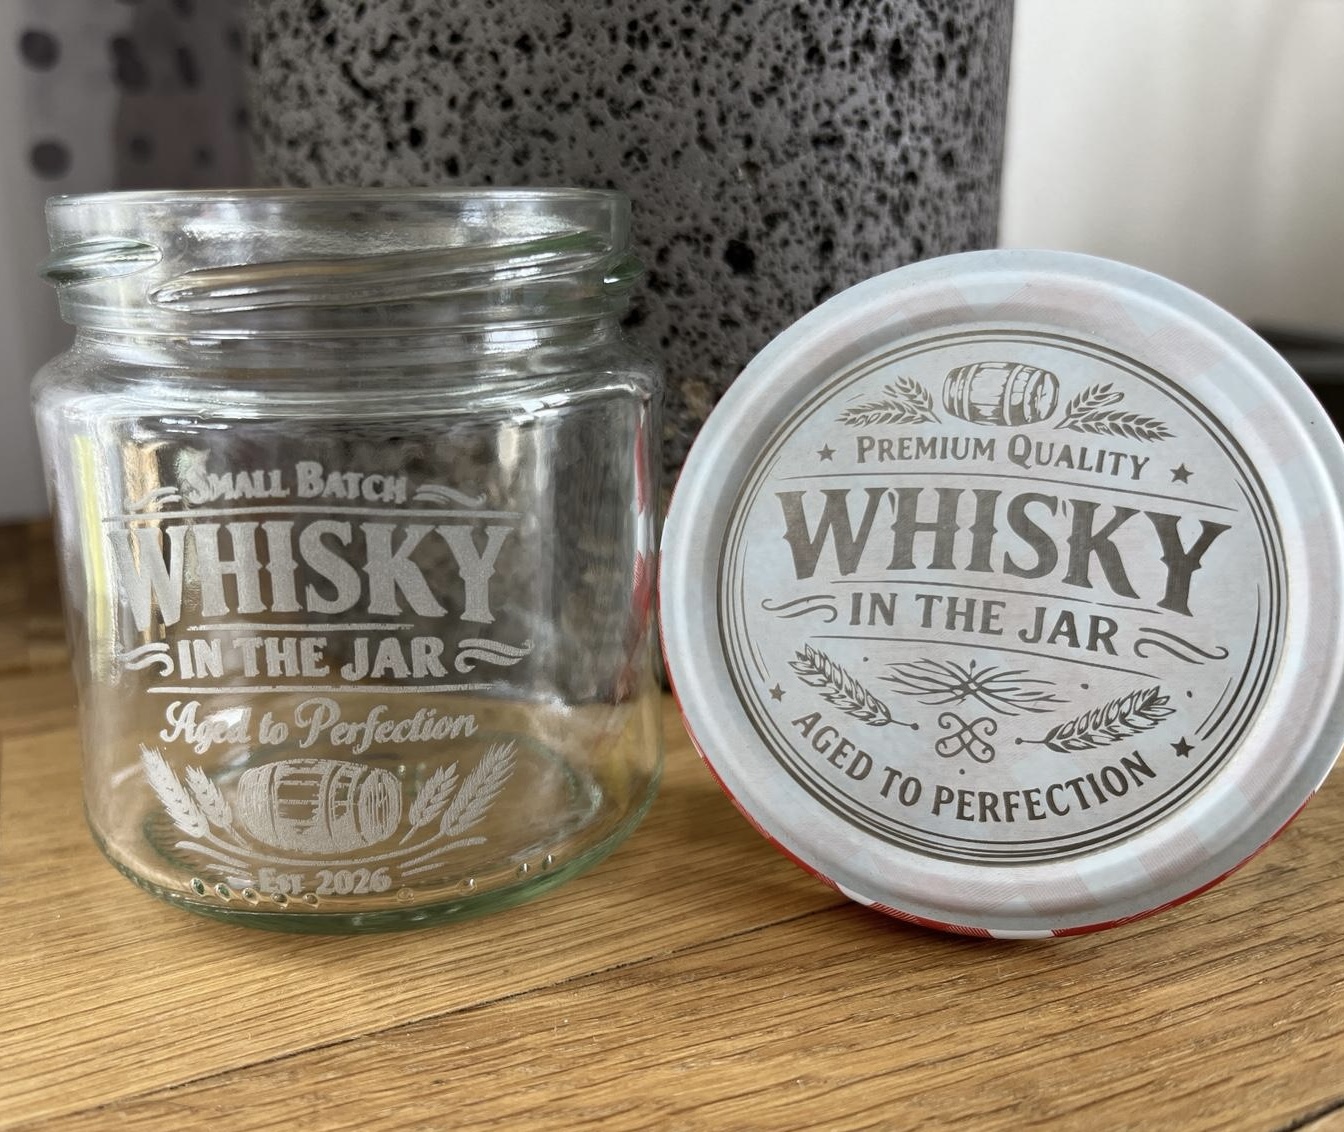 SMALL BATCH
WHISKY
IN THE JAR
Aged to Perfection
EST 2026
PREMIUM QUALITY
WHISKY
IN THE JAR
AGED TO PERFECTION